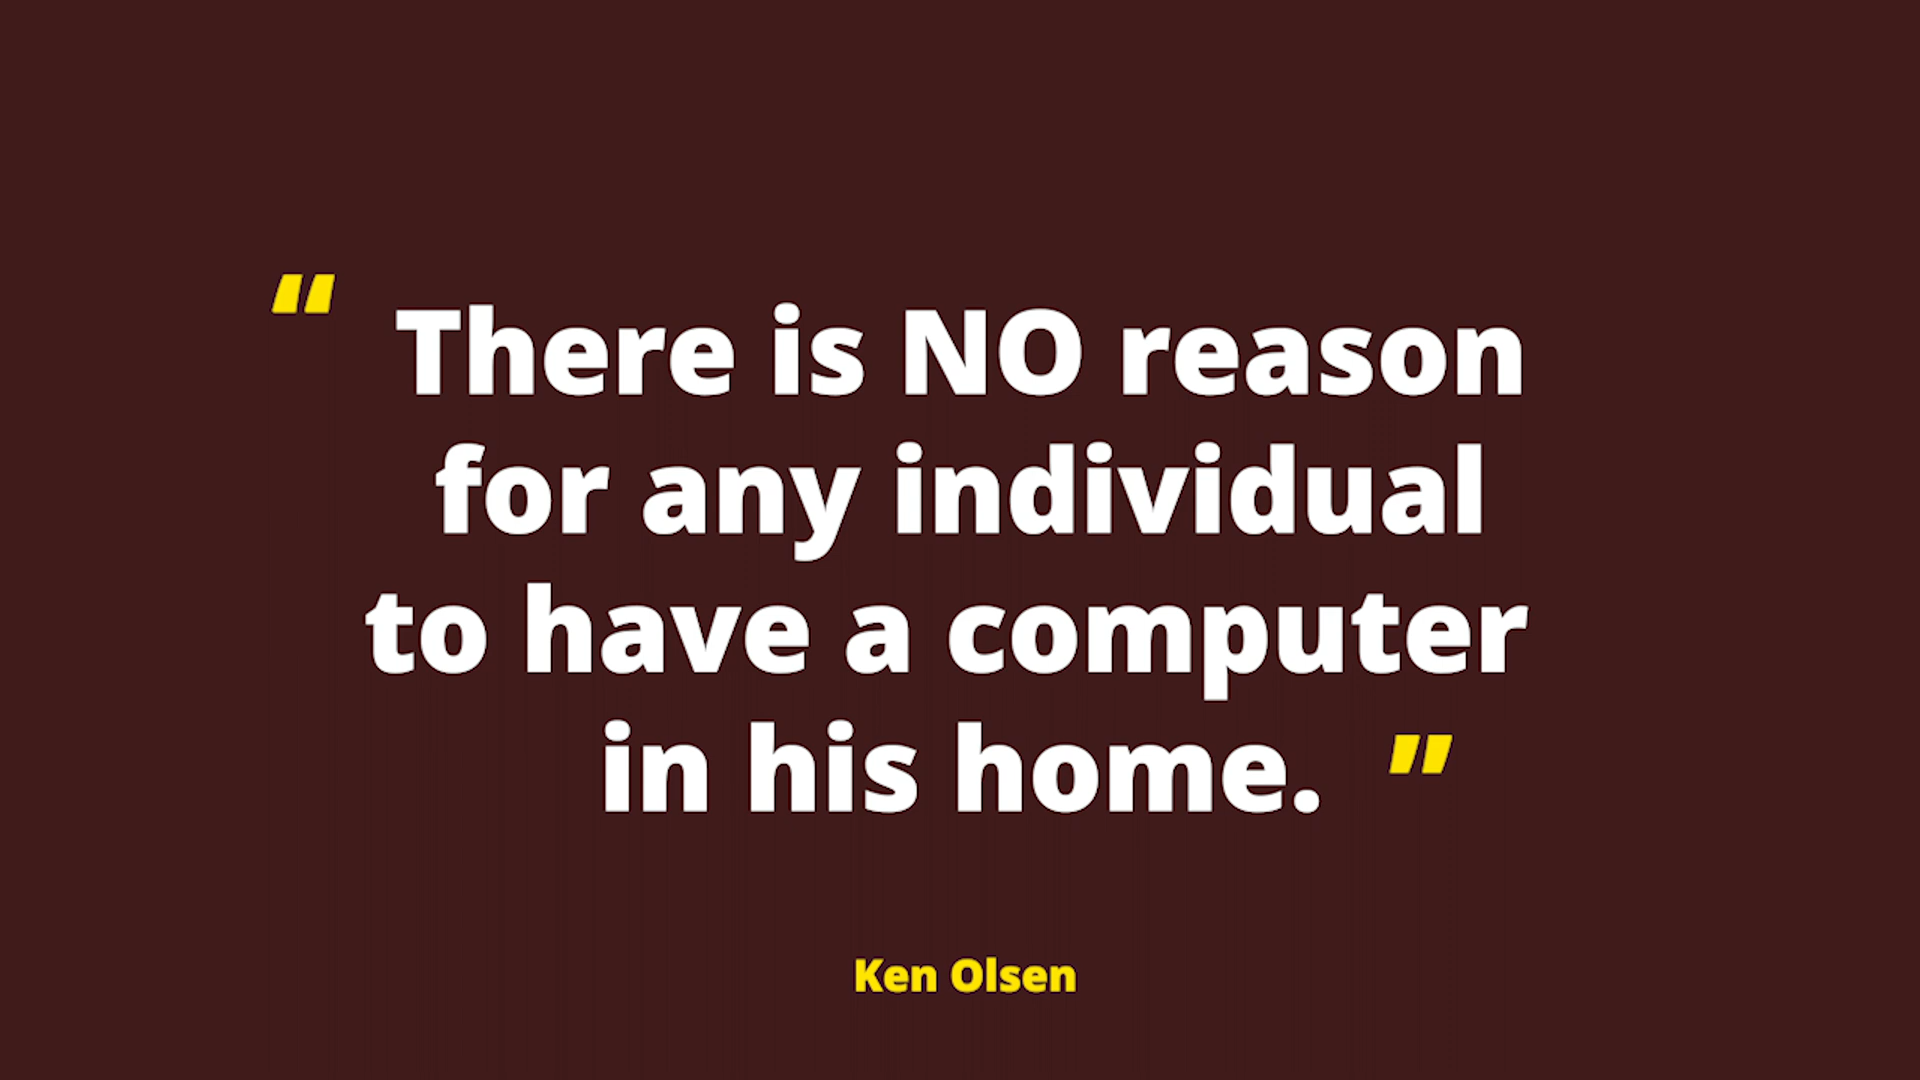 “ There is NO reason
for any individual
to have a computer
in his home. ”
Ken Olsen